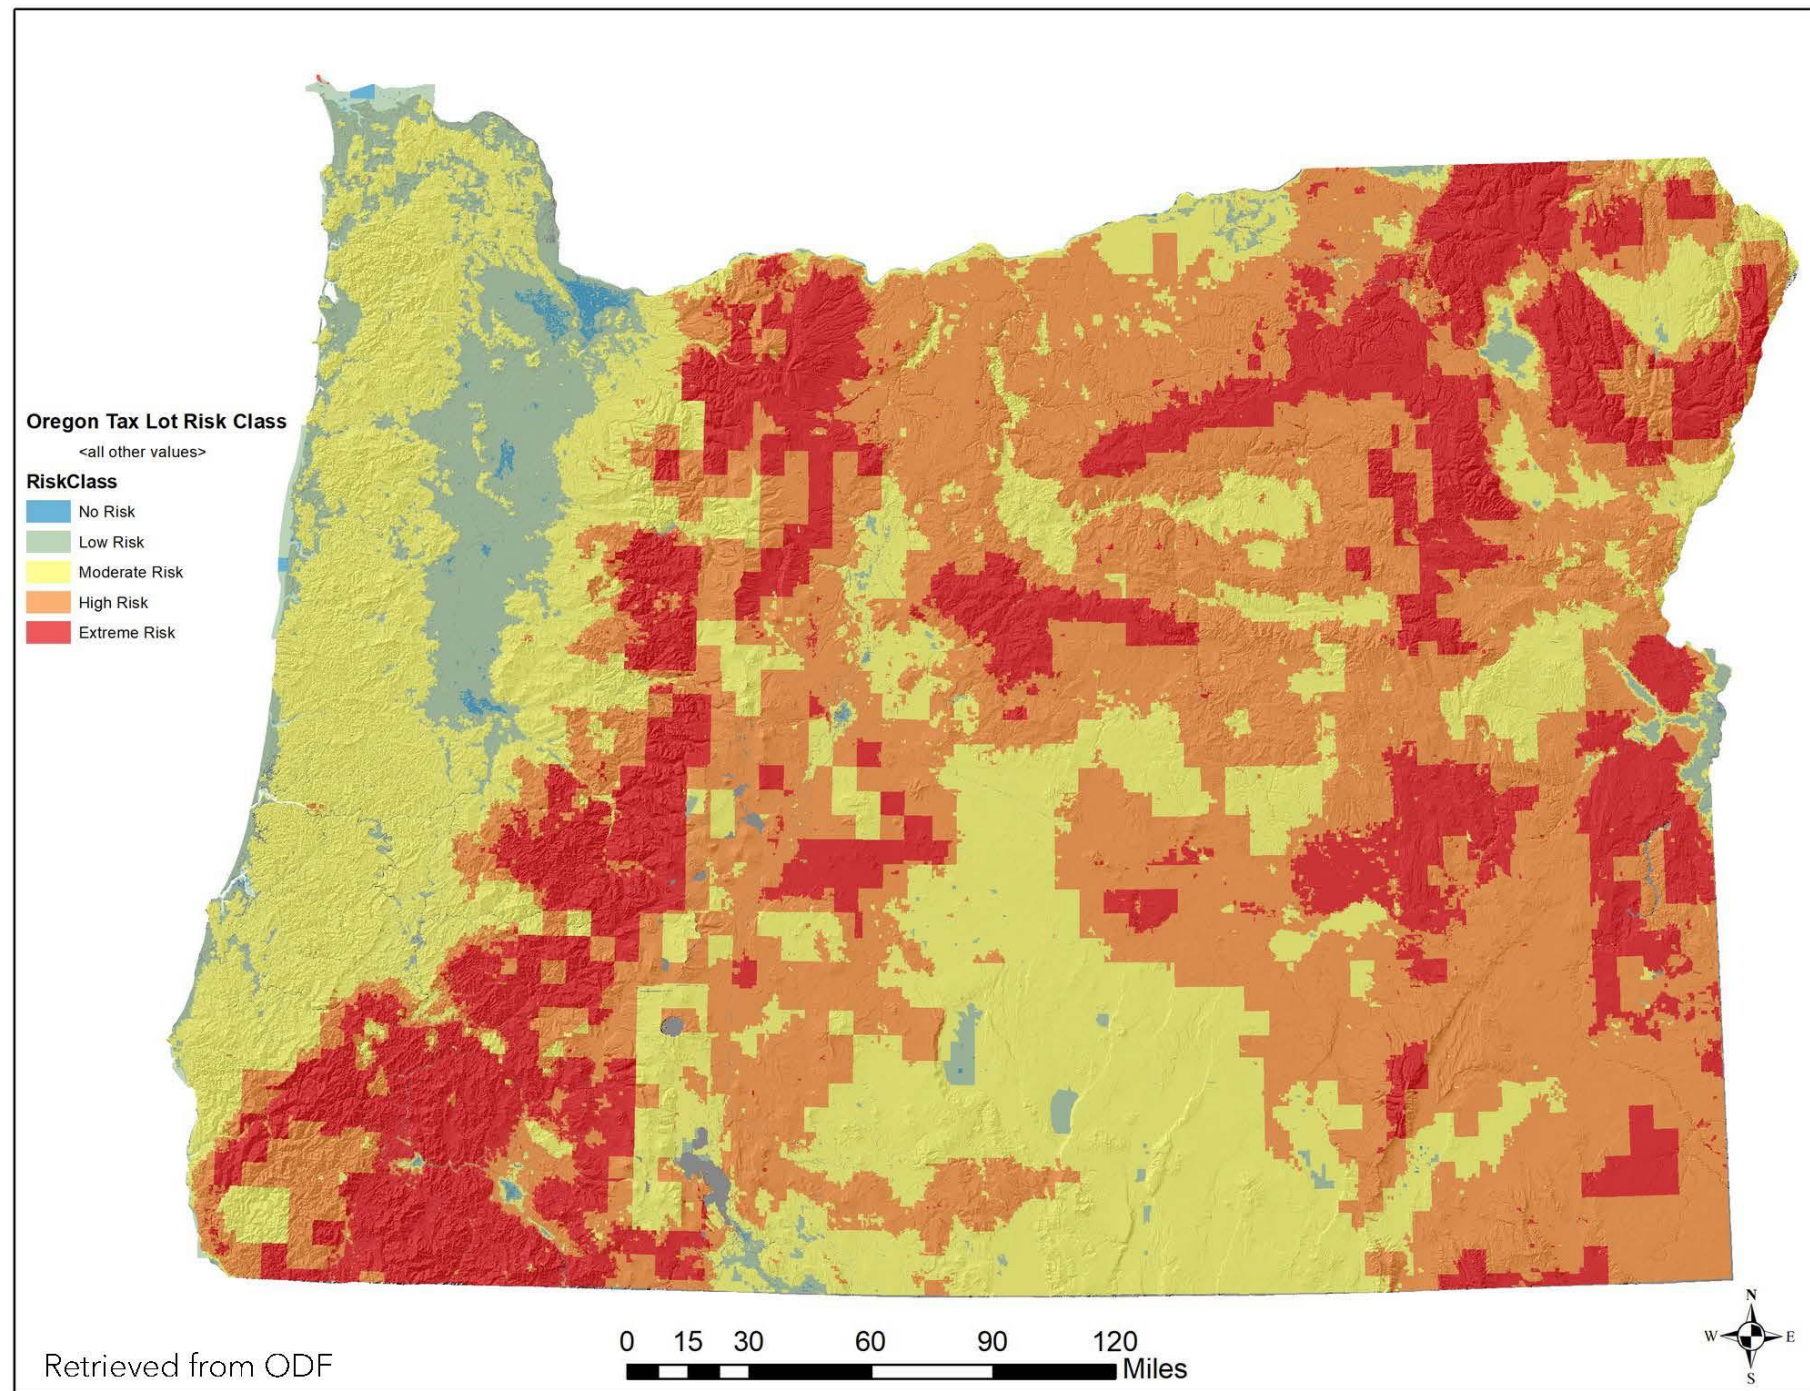 Oregon Tax Lot Risk Class
<all other values>
RiskClass
No Risk
Low Risk
Moderate Risk
High Risk
Extreme Risk
Retrieved from ODF
0 15 30 60 90 120
Miles
N
W E
S